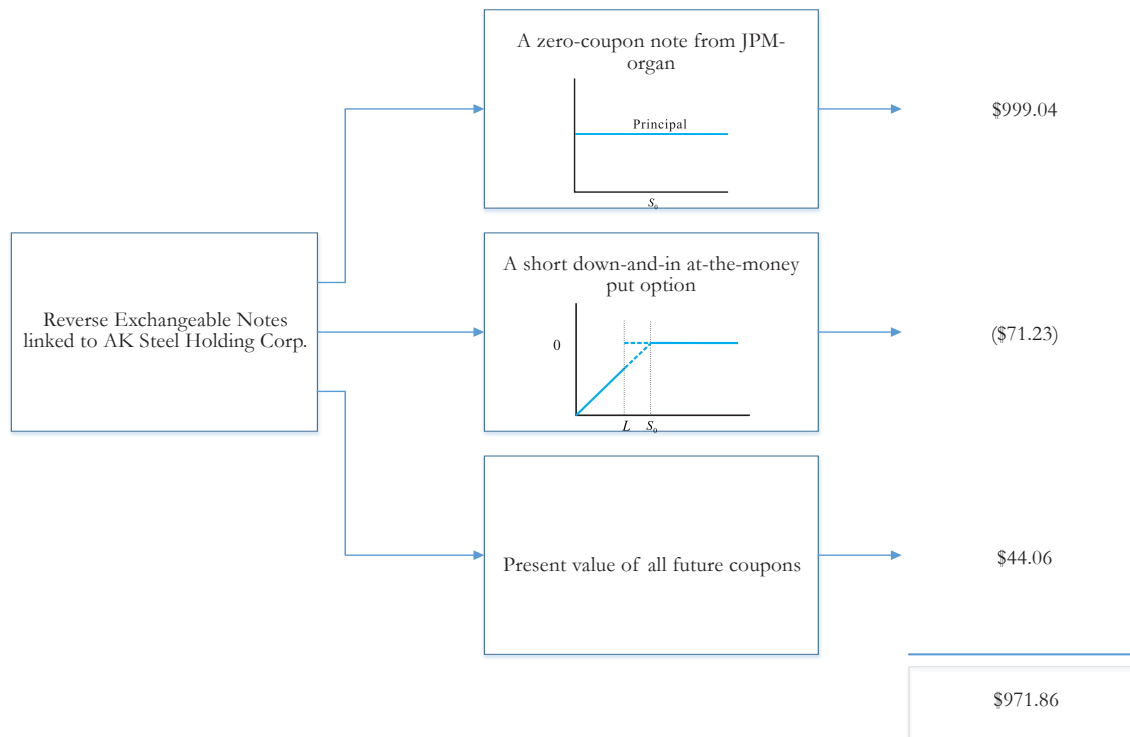 A zero-coupon note from JPM-
organ
Principal
S₀
$999.04
Reverse Exchangeable Notes
linked to AK Steel Holding Corp.
A short down-and-in at-the-money
put option
0
L S₀
($71.23)
Present value of all future coupons
$44.06
$971.86